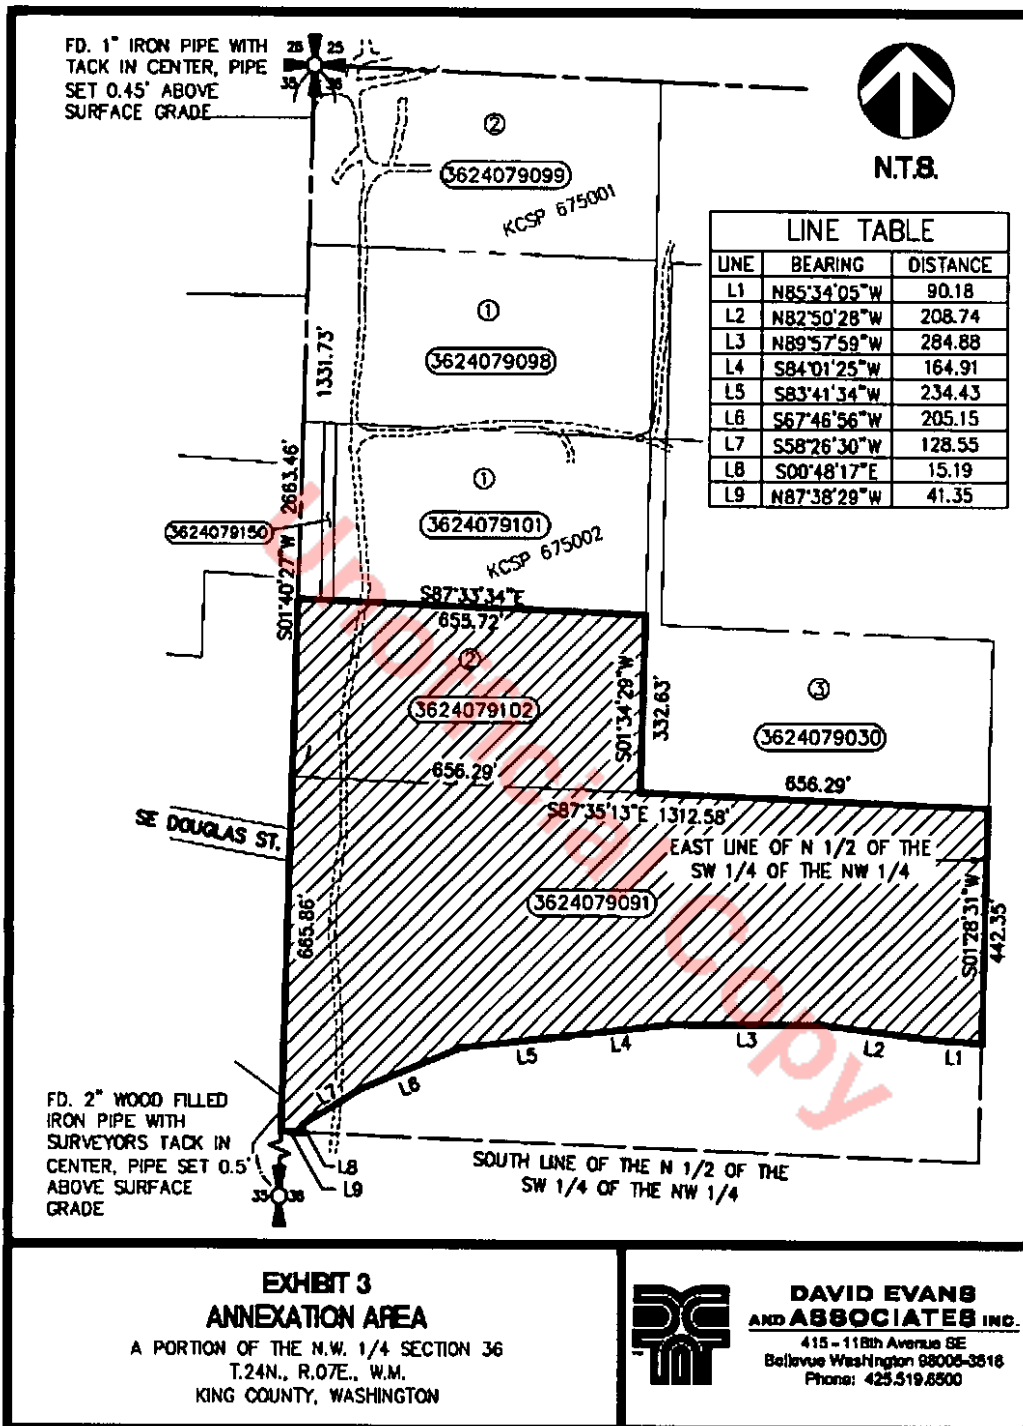 FD. 1" IRON PIPE WITH
TACK IN CENTER, PIPE
SET 0.45' ABOVE
SURFACE GRADE
26 25
35 36
N.T.S.
2
3624079099
KCSP 675001
LINE TABLE
LINE BEARING DISTANCE
L1 N85°34'05"W 90.18
L2 N82°50'28"W 208.74
L3 N89°57'59"W 284.88
L4 S84°01'25"W 164.91
L5 S83°41'34"W 234.43
L6 S67°46'56"W 205.15
L7 S58°26'30"W 128.55
L8 S00°48'17"E 15.19
L9 N87°38'29"W 41.35
1
3624079098
1331.73'
S01°40'27"W 2663.46'
1
3624079101
KCSP 675002
3624079150
S87°33'34"E
655.72'
2
3624079102
S01°34'29"W
332.63'
3
3624079030
656.29'
656.29'
S87°35'13"E 1312.58'
SE DOUGLAS ST.
EAST LINE OF N 1/2 OF THE
SW 1/4 OF THE NW 1/4
3624079091
665.86'
S01°28'31"W
442.35'
L7
L6
L5
L4
L3
L2
L1
L8
L9
FD. 2" WOOD FILLED
IRON PIPE WITH
SURVEYORS TACK IN
CENTER, PIPE SET 0.5'
ABOVE SURFACE
GRADE
35 36
SOUTH LINE OF THE N 1/2 OF THE
SW 1/4 OF THE NW 1/4
Unofficial Copy
EXHIBIT 3
ANNEXATION AREA
A PORTION OF THE N.W. 1/4 SECTION 36
T.24N., R.07E., W.M.
KING COUNTY, WASHINGTON
DAVID EVANS
AND ASSOCIATES INC.
415 - 118th Avenue SE
Bellevue Washington 98005-3518
Phone: 425.519.6500